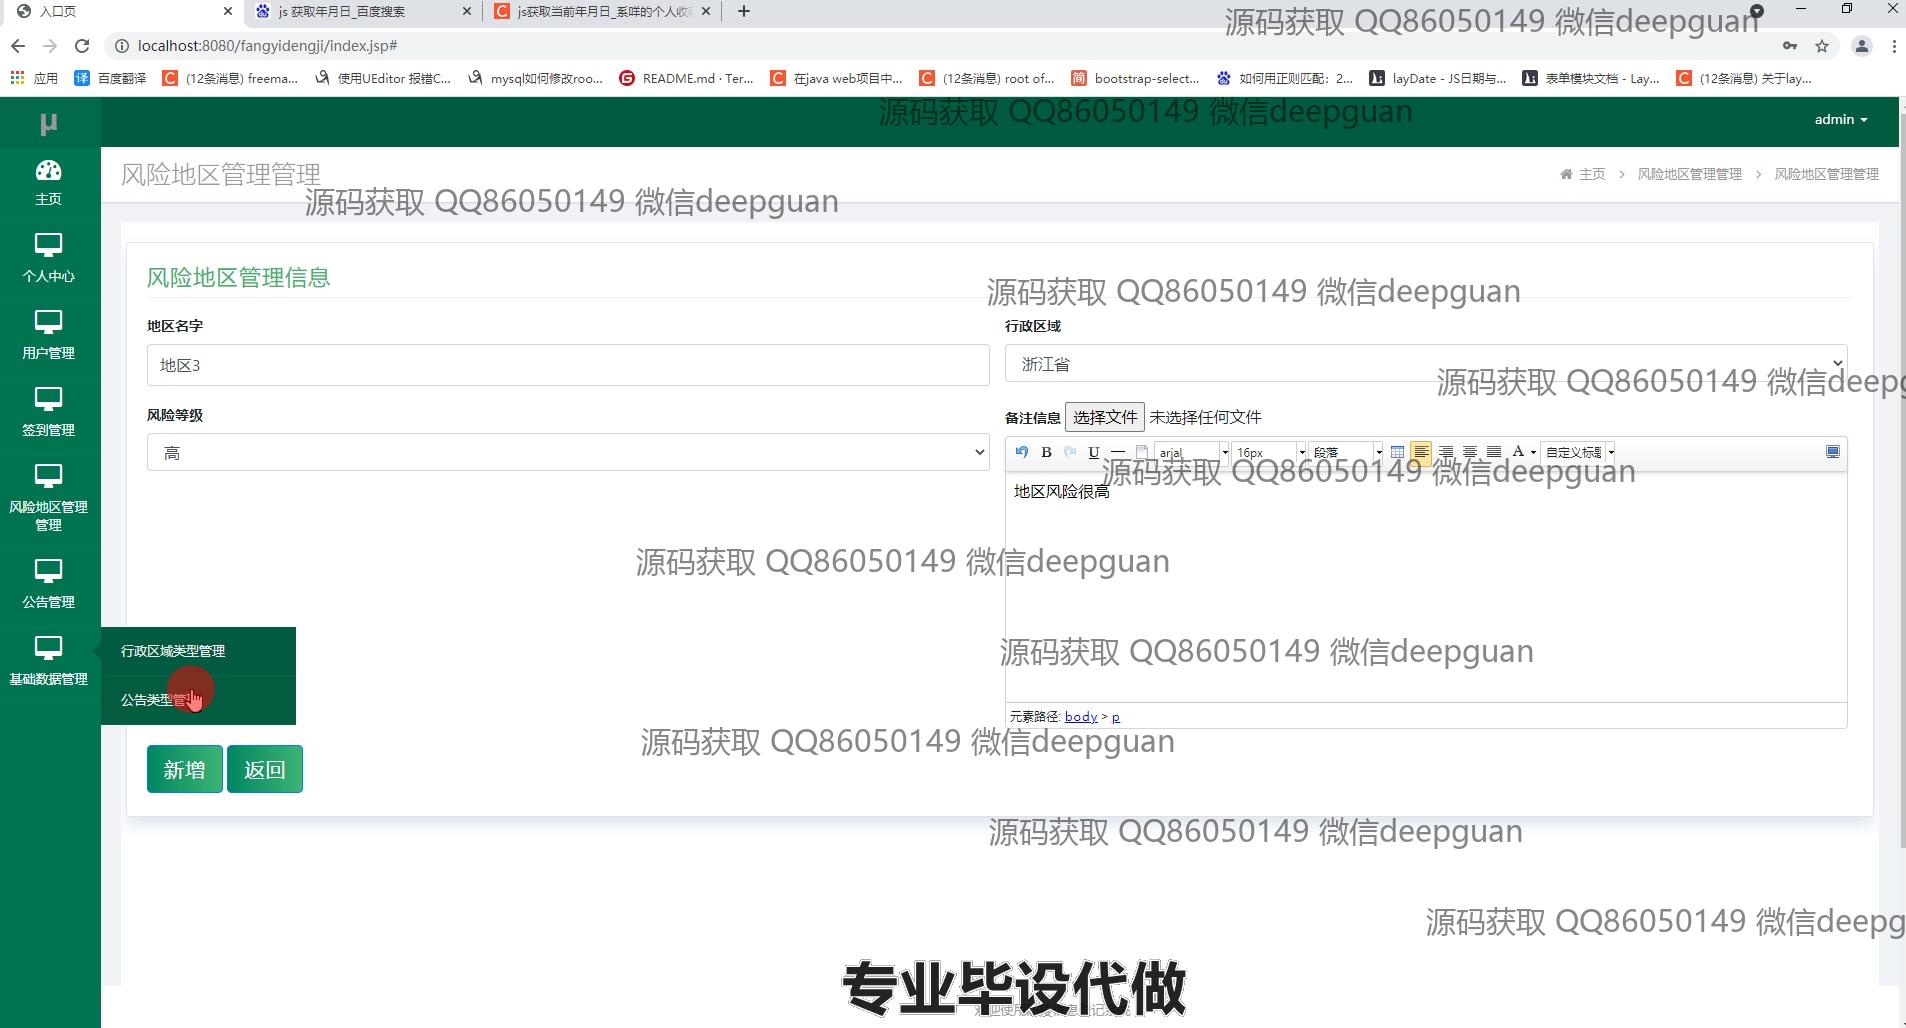 入口页
js 获取年月日_百度搜索
js获取当前年月日_系咩的个人收
源码获取 QQ86050149 微信deepguan
localhost:8080/fangyidengji/index.jsp#
应用 百度翻译 (12条消息) freema... 使用UEditor 报错C... mysql如何修改roo... README.md · Ter... 在java web项目中... (12条消息) root of... bootstrap-select... 如何用正则匹配：2... layDate - JS日期与... 表单模块文档 - Lay... (12条消息) 关于lay...
μ
源码获取 QQ86050149 微信deepguan
admin
主页
风险地区管理管理
主页 > 风险地区管理管理 > 风险地区管理管理
源码获取 QQ86050149 微信deepguan
个人中心
风险地区管理信息
源码获取 QQ86050149 微信deepguan
地区名字
行政区域
用户管理
地区3
浙江省
源码获取 QQ86050149 微信deepg
风险等级
备注信息 选择文件 未选择任何文件
签到管理
高
B U arial 16px 段落 A 自定义标题
源码获取 QQ86050149 微信deepguan
地区风险很高
风险地区管理
管理
源码获取 QQ86050149 微信deepguan
公告管理
行政区域类型管理
源码获取 QQ86050149 微信deepguan
基础数据管理
公告类型管理
元素路径: body > p
源码获取 QQ86050149 微信deepguan
新增 返回
源码获取 QQ86050149 微信deepguan
源码获取 QQ86050149 微信deepg
专业毕设代做